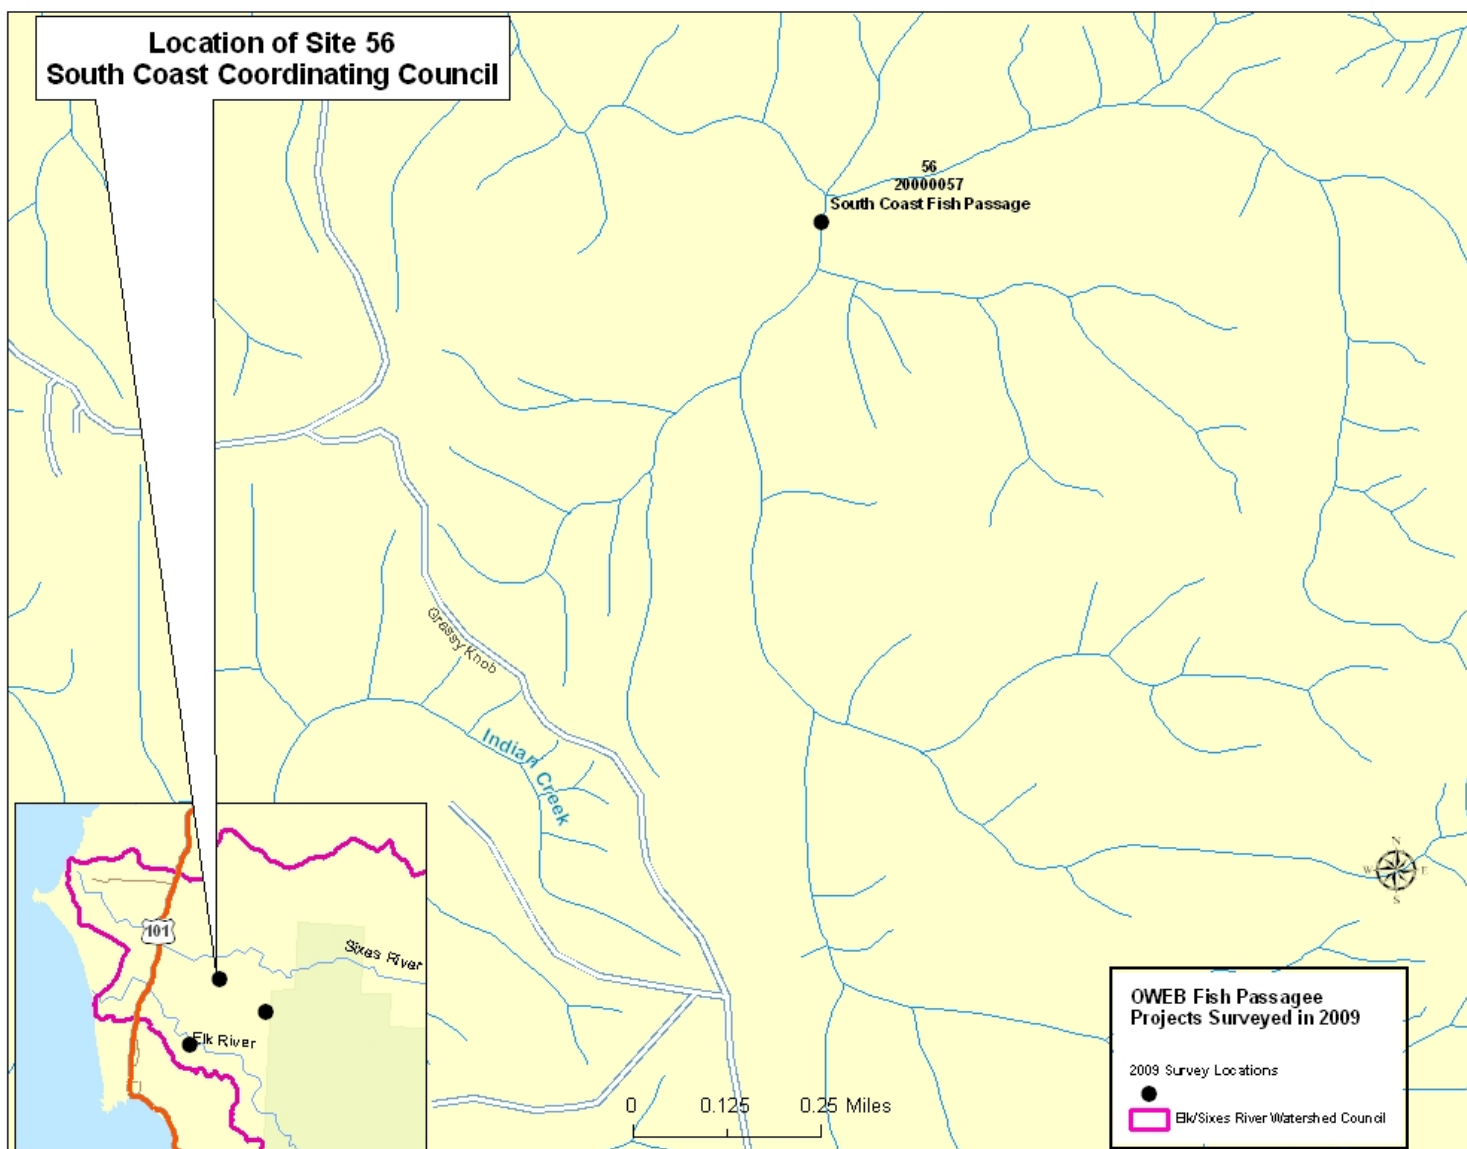 Location of Site 56
South Coast Coordinating Council
56
20000057
South Coast Fish Passage
Grassy Knob
Indian Creek
101
Sixes River
Elk River
N
W
E
S
0 0.125 0.25 Miles
OWEB Fish Passagee
Projects Surveyed in 2009
2009 Survey Locations
Elk/Sixes River Watershed Council